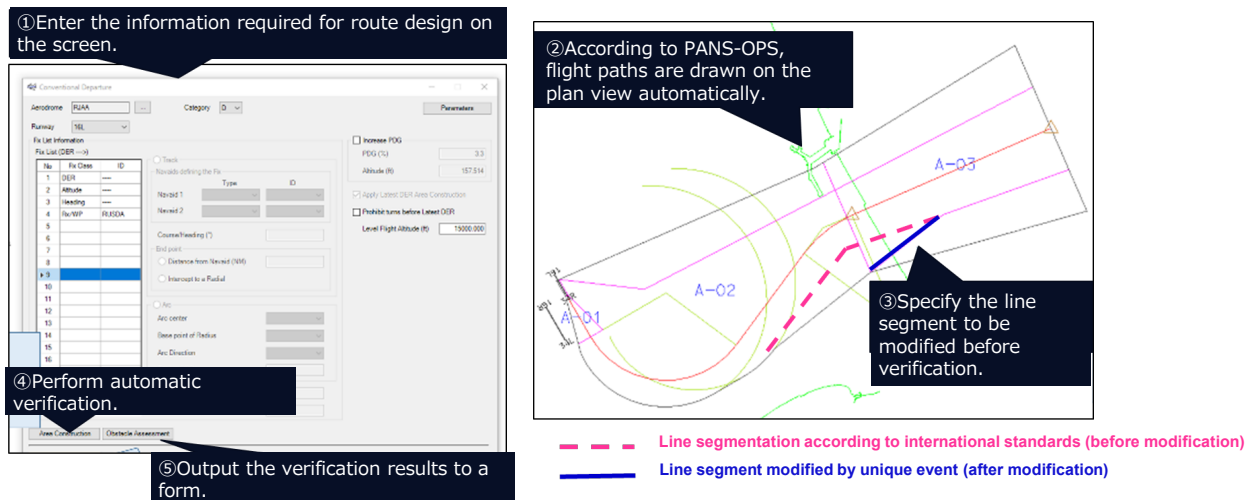 ①Enter the information required for route design on
the screen.
Conventional Departure
Aerodrome RJAA ... Category D Parameters
Runway 16L
Fix List Information
Fix List (DER --->)
No Fix Class ID
1 DER ----
2 Altitude ----
3 Heading ----
4 Fix/WP RUSDA
5
6
7
8
9
10
11
12
13
14
15
16
Track
Navaids defining the Fix
Type ID
Navaid 1
Navaid 2
Course/Heading (°)
End point
Distance from Navaid (NM)
Intercept to a Radial
Arc
Arc center
Base point of Radius
Arc Direction
Increase PDG
PDG (%) 3.3
Altitude (ft) 157.514
Apply Latest DER Area Construction
Prohibit turns before Latest DER
Level Flight Altitude (ft) 15000.000
④Perform automatic
verification.
Area Construction Obstacle Assessment
⑤Output the verification results to a
form.
②According to PANS-OPS,
flight paths are drawn on the
plan view automatically.
A-03
A-02
A-01
34L
③Specify the line
segment to be
modified before
verification.
Line segmentation according to international standards (before modification)
Line segment modified by unique event (after modification)